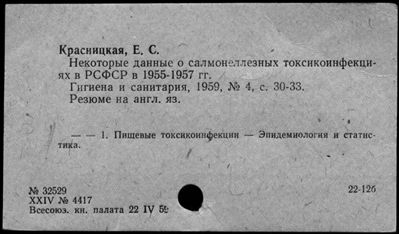 Красницкая, Е. С.
Некоторые данные о салмонеллезных токсикоинфекци-
ях в РСФСР в 1955-1957 гг.
Гигиена и санитария, 1959, № 4, с. 30-33.
Резюме на англ. яз.
— — 1. Пищевые токсикоинфекции — Эпидемиология и статис-
тика.
№ 32529
22-12б
XXIV № 4417
Всесоюз. кн. палата 22 IV 59